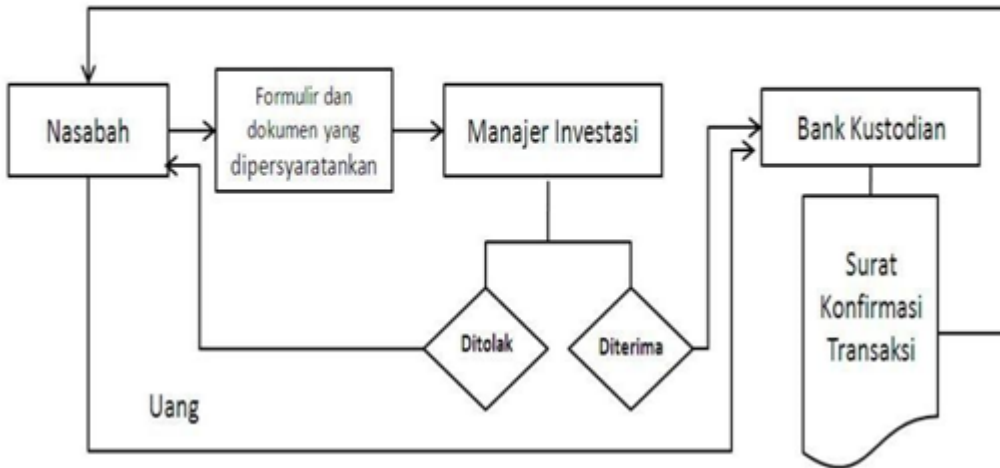 Nasabah
Formulir dan
dokumen yang
dipersyaratankan
Manajer Investasi
Bank Kustodian
Surat
Konfirmasi
Transaksi
Ditolak
Diterima
Uang